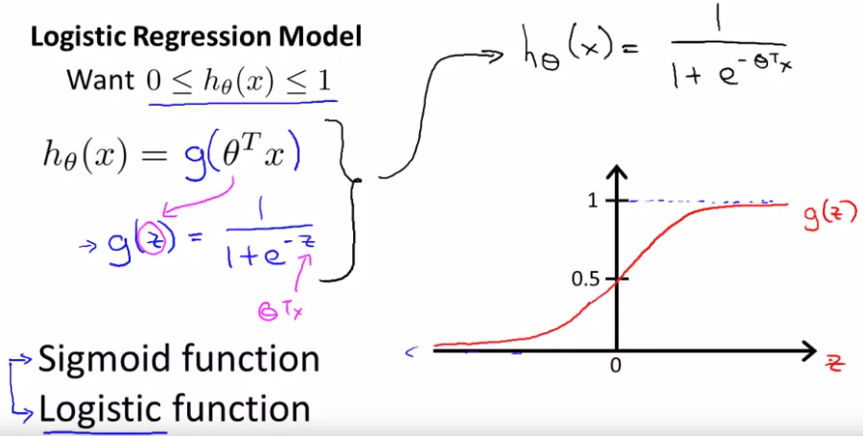 Logistic Regression Model
Want 0 ≤ hθ(x) ≤ 1
hθ(x) = g(θᵀx)
→ g(z) = 1 / (1 + e^(-z))
θᵀx
Sigmoid function
Logistic function
hθ(x) = 1 / (1 + e^(-θᵀx))
1
g(z)
0.5
0
z